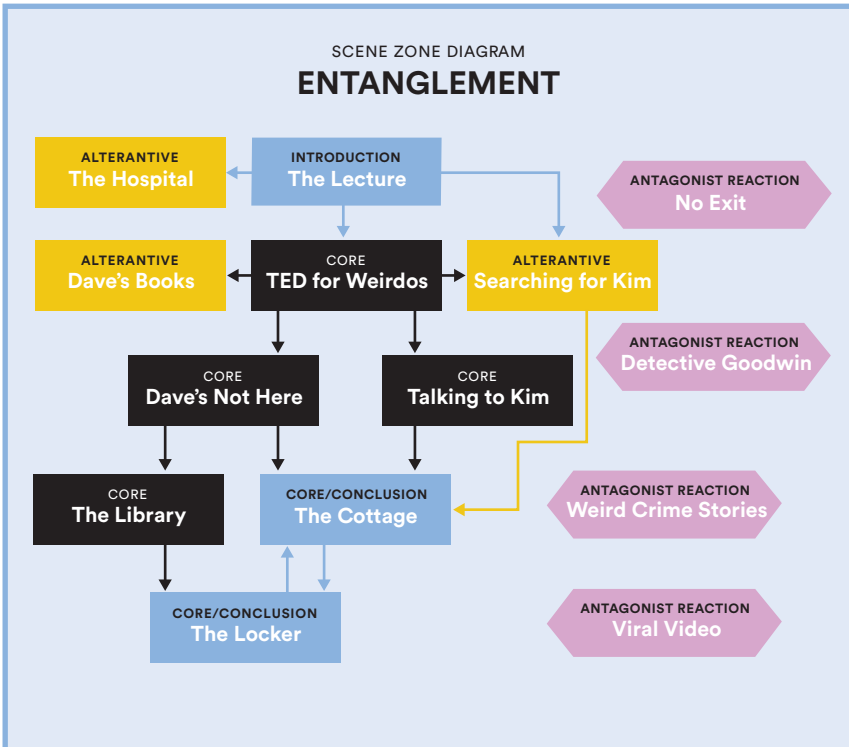 SCENE ZONE DIAGRAM
ENTANGLEMENT
ALTERANTIVE
The Hospital
INTRODUCTION
The Lecture
ANTAGONIST REACTION
No Exit
ALTERANTIVE
Dave's Books
CORE
TED for Weirdos
ALTERANTIVE
Searching for Kim
ANTAGONIST REACTION
Detective Goodwin
CORE
Dave's Not Here
CORE
Talking to Kim
CORE
The Library
CORE/CONCLUSION
The Cottage
ANTAGONIST REACTION
Weird Crime Stories
CORE/CONCLUSION
The Locker
ANTAGONIST REACTION
Viral Video